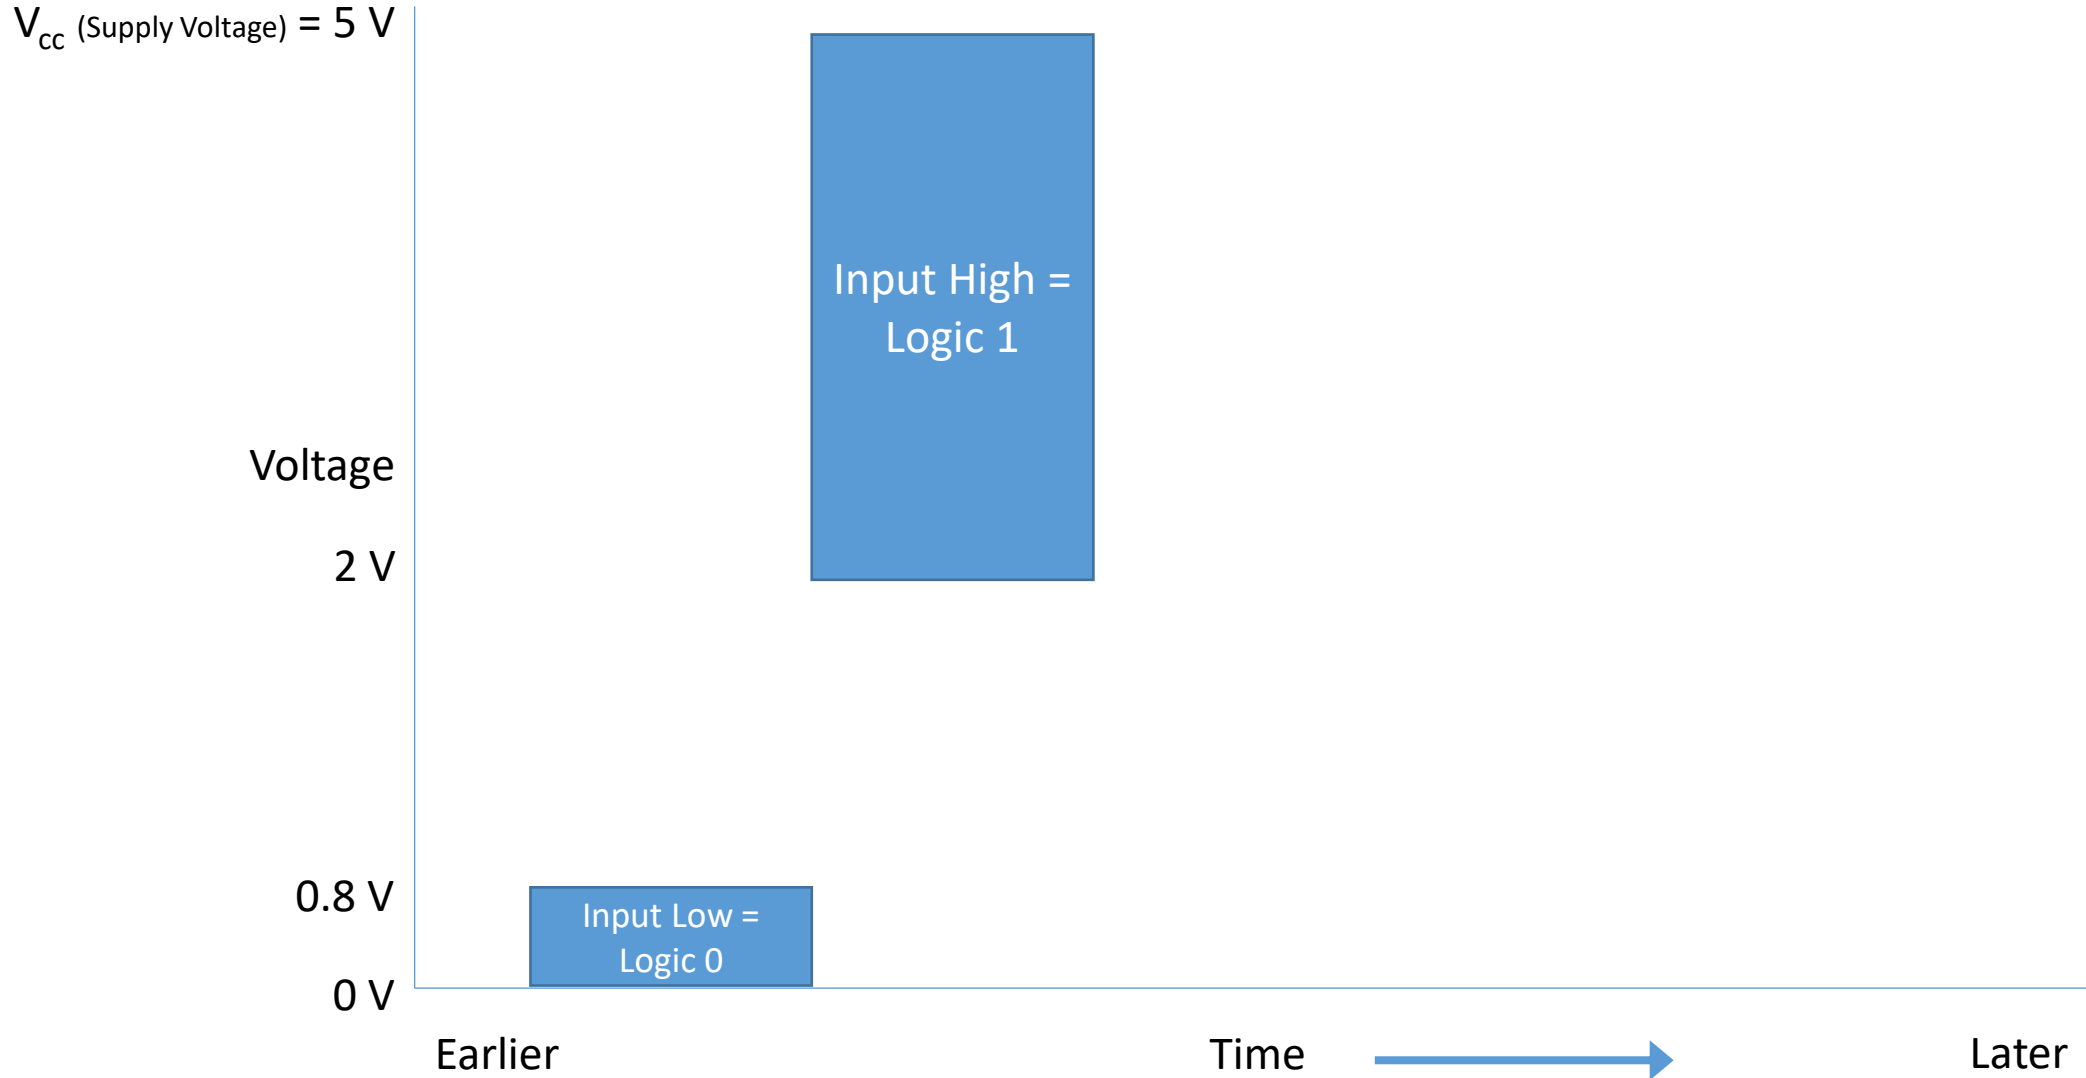 Vcc (Supply Voltage) = 5 V
Input High =
Logic 1
Voltage
2 V
0.8 V
Input Low =
Logic 0
0 V
Earlier
Time
Later